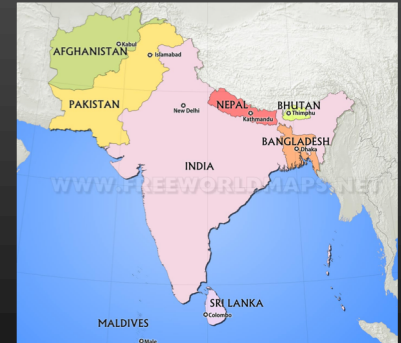 AFGHANISTAN
Kabul
Islamabad
PAKISTAN
New Delhi
NEPAL
Kathmandu
BHUTAN
Thimphu
BANGLADESH
Dhaka
INDIA
WWW.FREEWORLDMAPS.NET
SRI LANKA
Colombo
MALDIVES
Male